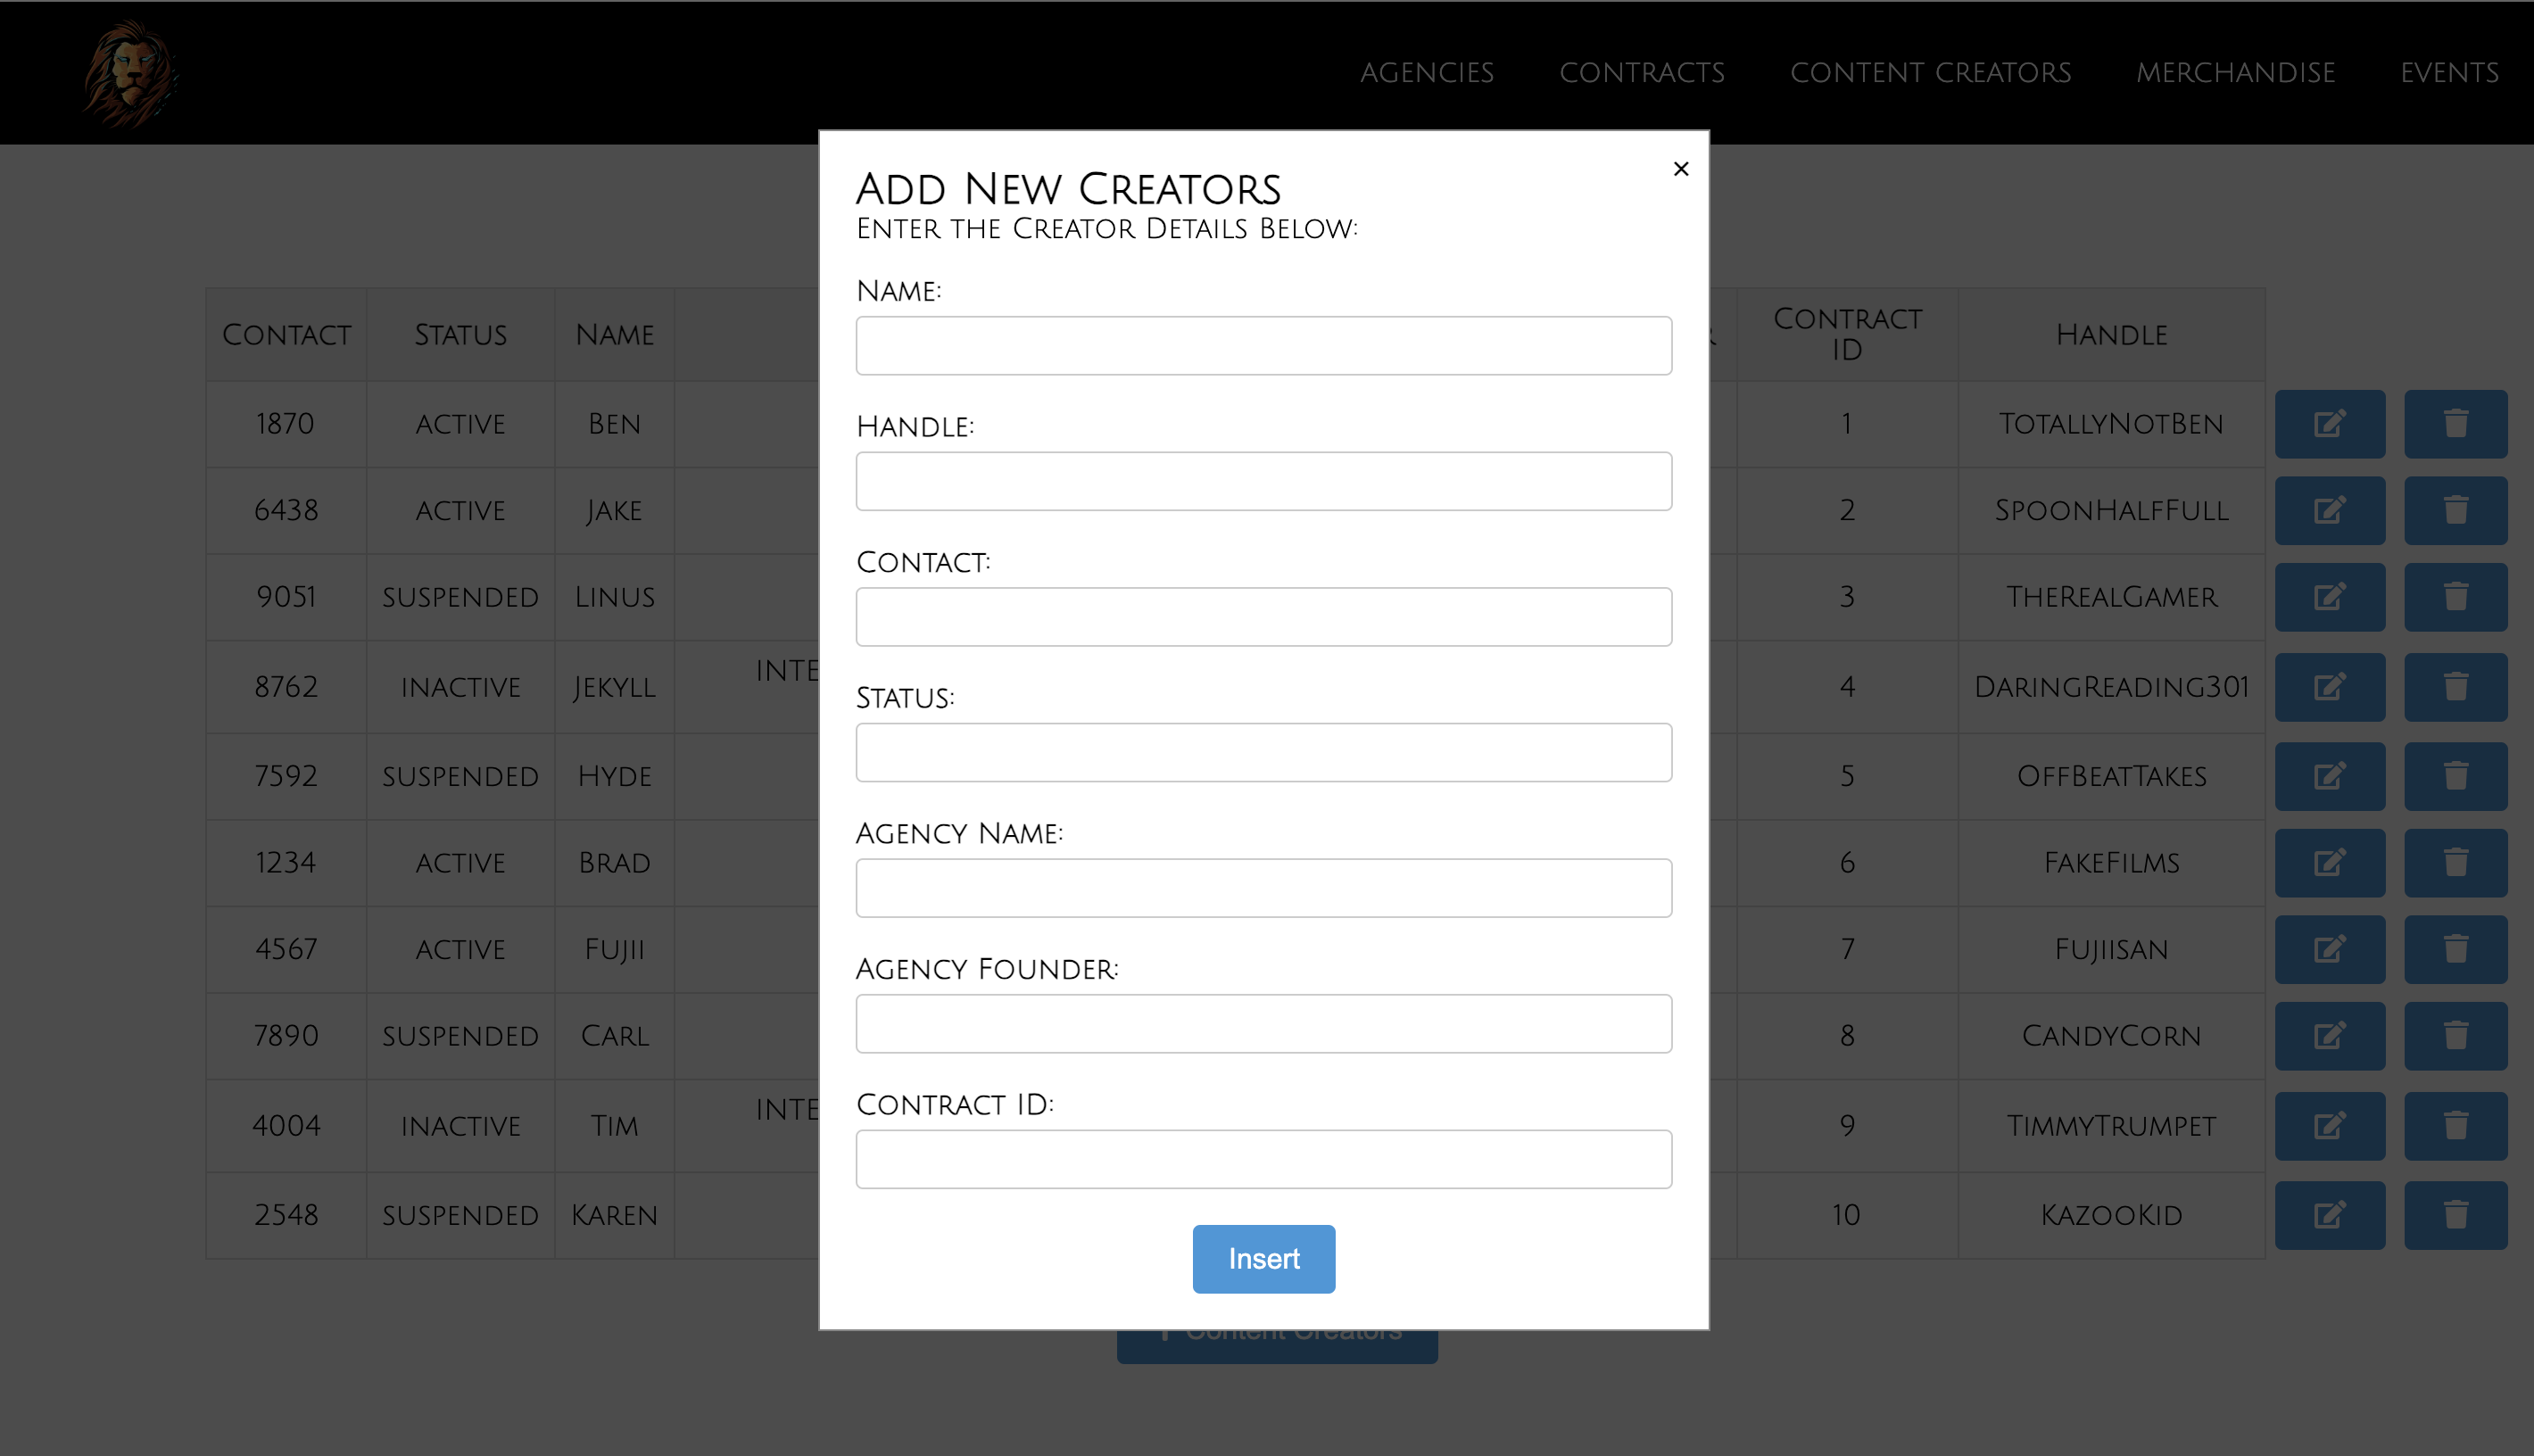 AGENCIES CONTRACTS CONTENT CREATORS MERCHANDISE EVENTS
Add New Creators ×
Enter the Creator Details Below:
Name:
Handle:
Contact:
Status:
Agency Name:
Agency Founder:
Contract ID:
Insert
Contact Status Name Contract ID Handle
1870 active Ben 1 TotallyNotBen
6438 active Jake 2 SpoonHalfFull
9051 suspended Linus 3 TheRealGamer
8762 inactive Jekyll 4 DaringReading301
7592 suspended Hyde 5 OffBeatTakes
1234 active Brad 6 FakeFilms
4567 active Fujii 7 Fujiisan
7890 suspended Carl 8 CandyCorn
4004 inactive Tim 9 TimmyTrumpet
2548 suspended Karen 10 KazooKid
Content Creators